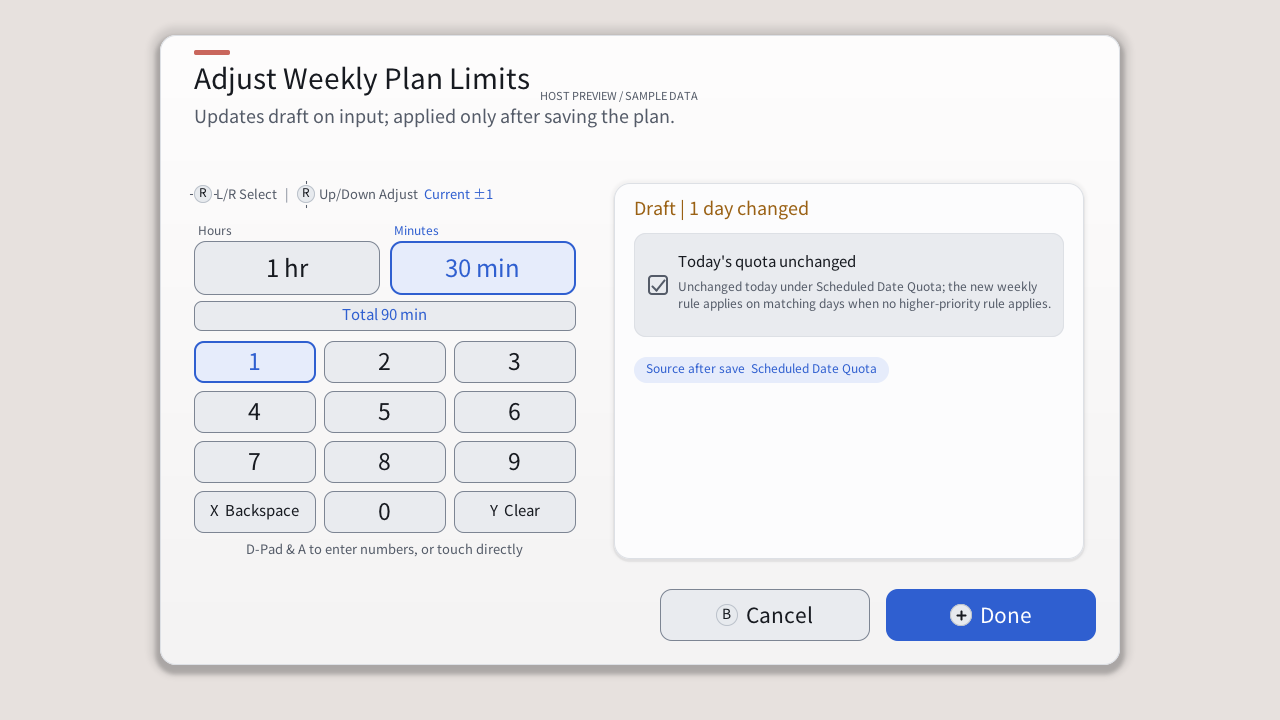 Adjust Weekly Plan Limits
HOST PREVIEW / SAMPLE DATA
Updates draft on input; applied only after saving the plan.
R L/R Select | R Up/Down Adjust Current ±1
Hours Minutes
1 hr 30 min
Total 90 min
1 2 3
4 5 6
7 8 9
X Backspace 0 Y Clear
D-Pad & A to enter numbers, or touch directly
Draft | 1 day changed
Today's quota unchanged
Unchanged today under Scheduled Date Quota; the new weekly
rule applies on matching days when no higher-priority rule applies.
Source after save Scheduled Date Quota
B Cancel + Done